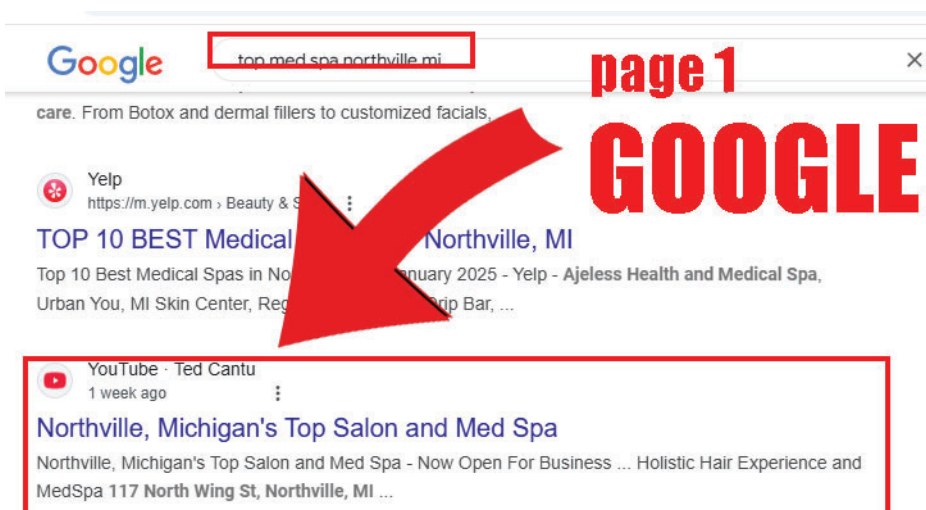 Google
top med spa northville mi
page 1
GOOGLE
care. From Botox and dermal fillers to customized facials,
Yelp
https://m.yelp.com › Beauty & S
TOP 10 BEST Medical Northville, MI
Top 10 Best Medical Spas in No nuary 2025 - Yelp - Ajeless Health and Medical Spa,
Urban You, MI Skin Center, Reg Drip Bar, ...
YouTube · Ted Cantu
1 week ago
Northville, Michigan's Top Salon and Med Spa
Northville, Michigan's Top Salon and Med Spa - Now Open For Business ... Holistic Hair Experience and
MedSpa 117 North Wing St, Northville, MI ...